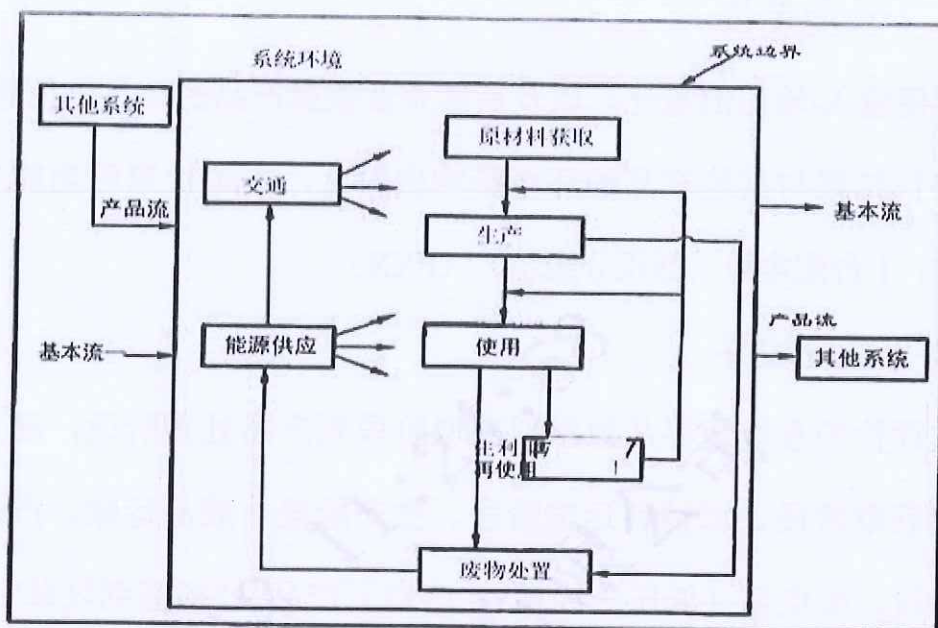 系统环境
系统边界
其他系统
原材料获取
交通
产品流
基本流
生产
产品流
能源供应
使用
基本流
其他系统
生利
再使用
废物处置